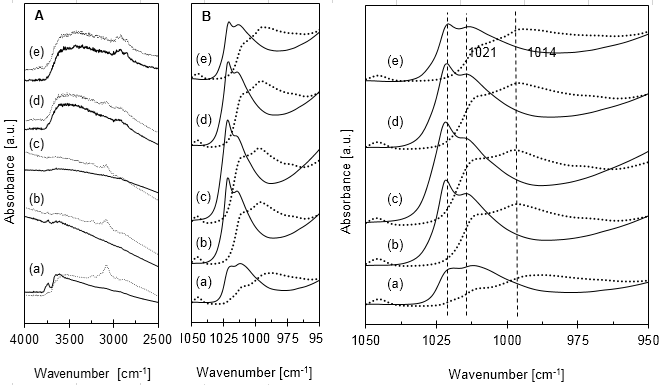 A
(e)
(d)
(c)
(b)
(a)
4000 3500 3000 2500
Wavenumber [cm-1]
Absorbance [a.u.]
B
(e)
(d)
(c)
(b)
(a)
1050 1025 1000 975 95
Wavenumber [cm-1]
(e)
1021 1014
(d)
(c)
(b)
(a)
1050 1025 1000 975 950
Wavenumber [cm-1]
Absorbance [a.u.]